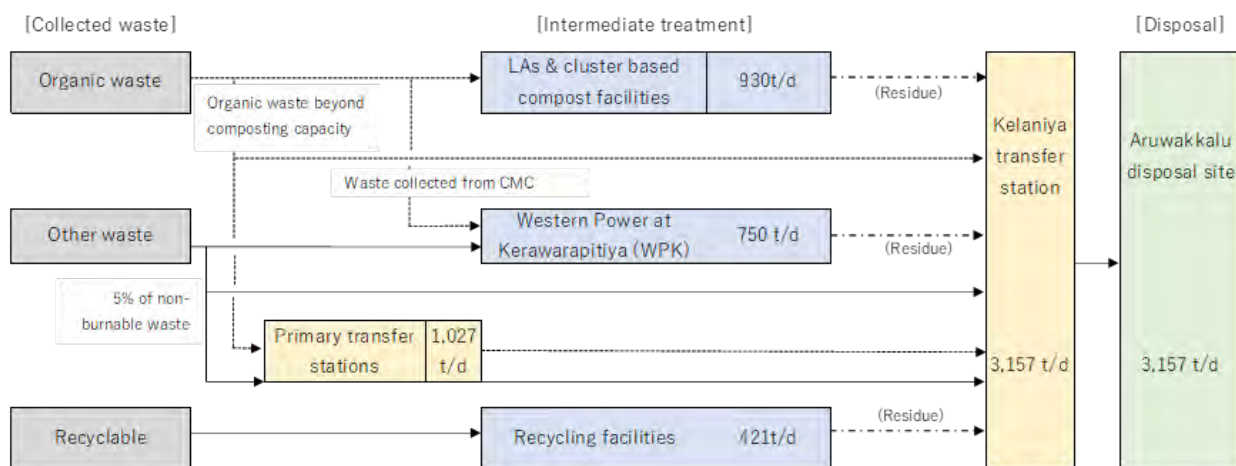 [Collected waste]
[Intermediate treatment]
[Disposal]
Organic waste
LAs & cluster based
compost facilities
930t/d
(Residue)
Organic waste beyond
composting capacity
Kelaniya
transfer
station
Aruwakkalu
disposal site
Waste collected from CMC
Other waste
Western Power at
Kerawarapitiya (WPK)
750 t/d
(Residue)
5% of non-
burnable waste
Primary transfer
stations
1,027
t/d
3,157 t/d
3,157 t/d
Recyclable
Recycling facilities
421t/d
(Residue)